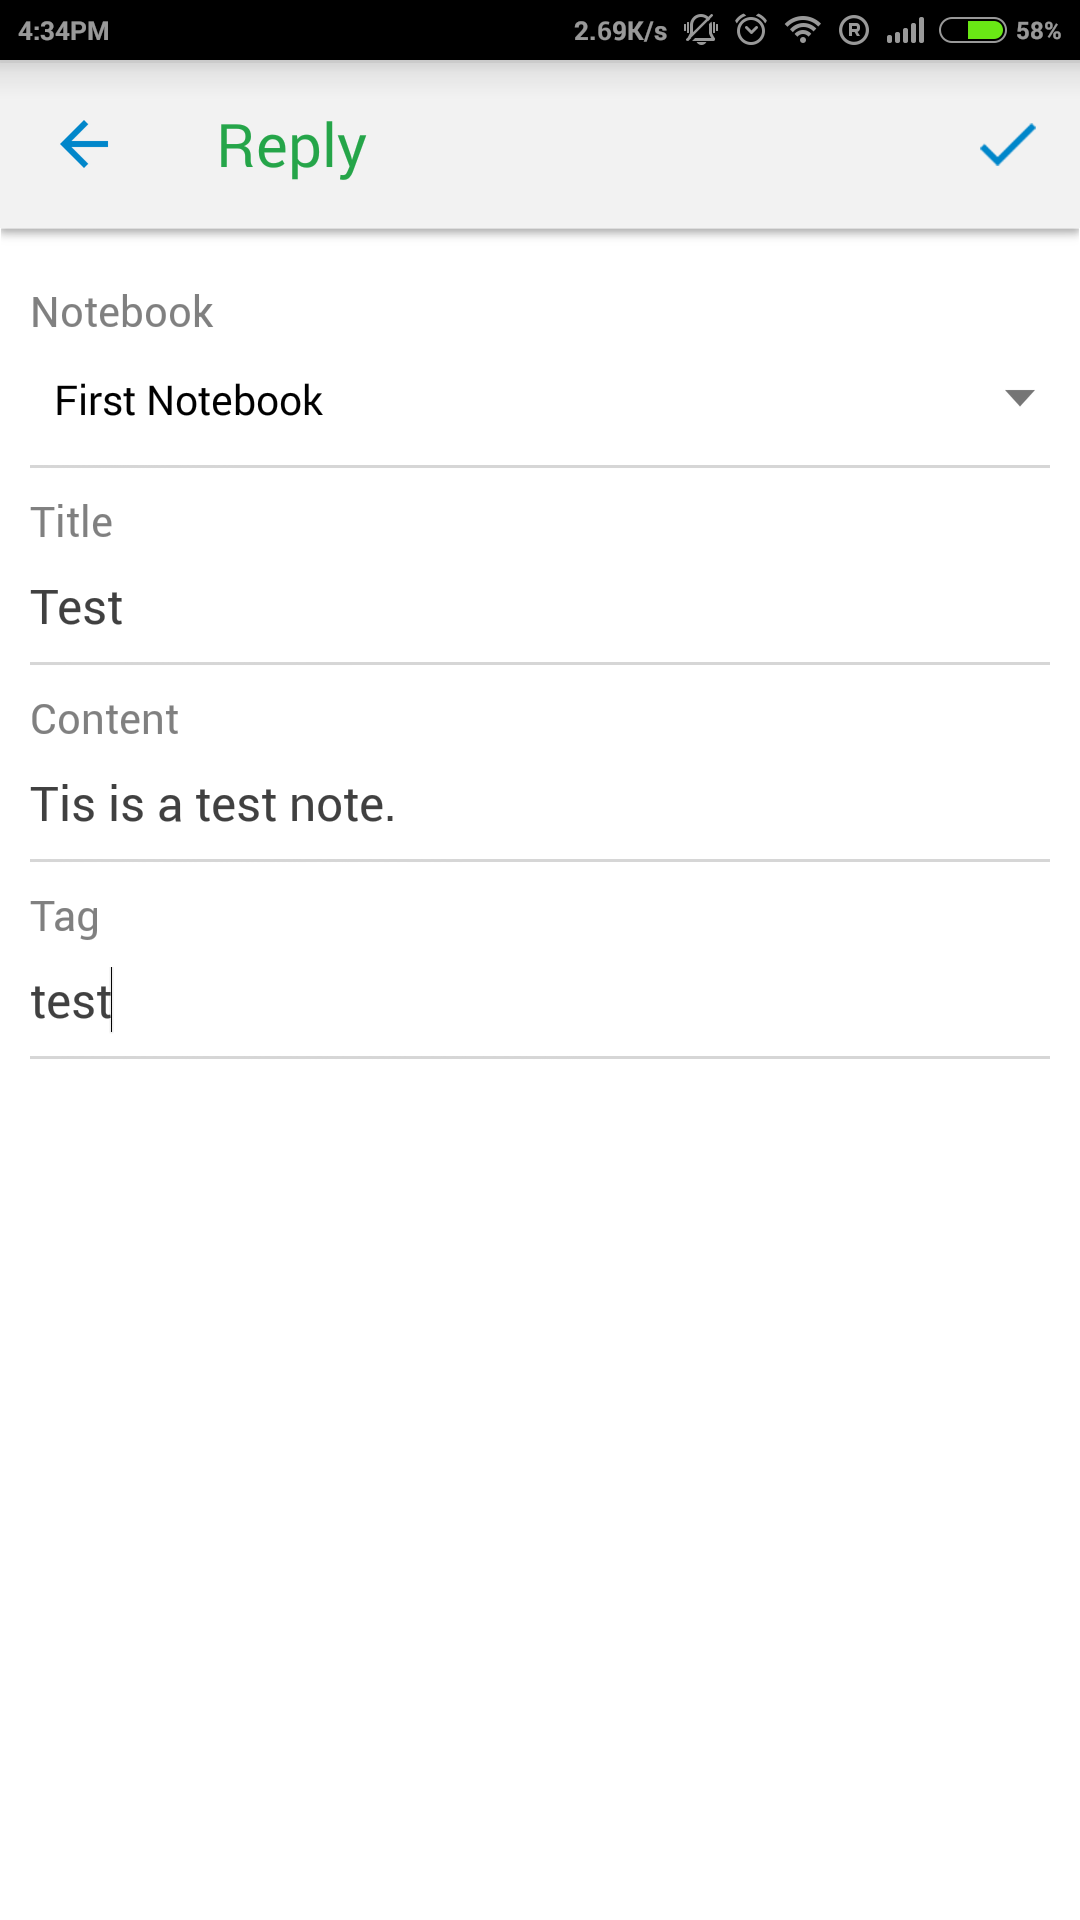 4:34PM 2.69K/s R 58%
Reply
Notebook
First Notebook
Title
Test
Content
Tis is a test note.
Tag
test